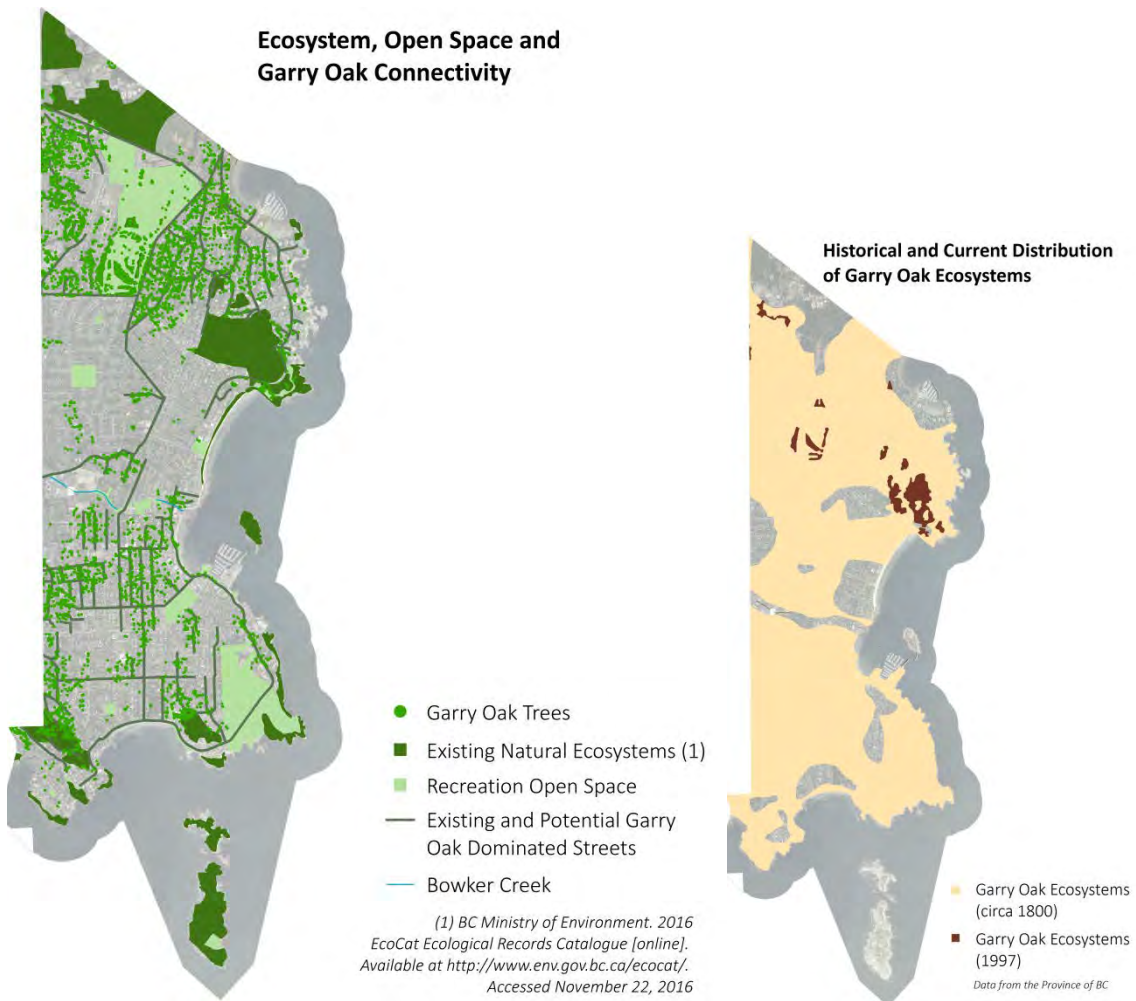 Ecosystem, Open Space and
Garry Oak Connectivity
Garry Oak Trees
Existing Natural Ecosystems (1)
Recreation Open Space
Existing and Potential Garry
Oak Dominated Streets
Bowker Creek
(1) BC Ministry of Environment. 2016
EcoCat Ecological Records Catalogue [online].
Available at http://www.env.gov.bc.ca/ecocat/.
Accessed November 22, 2016
Historical and Current Distribution
of Garry Oak Ecosystems
Garry Oak Ecosystems
(circa 1800)
Garry Oak Ecosystems
(1997)
Data from the Province of BC